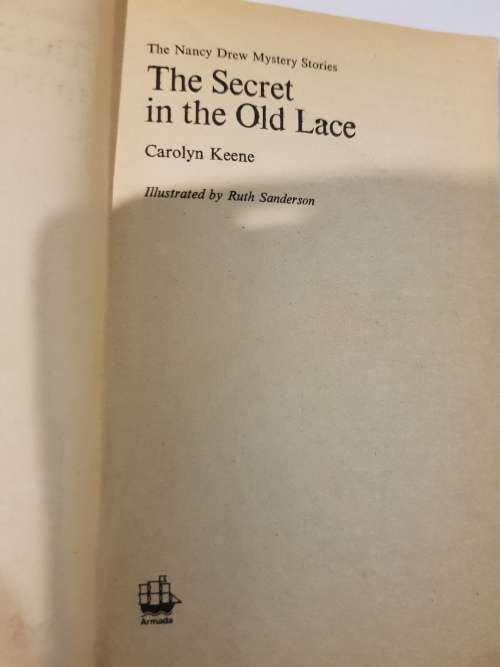 The Nancy Drew Mystery Stories
The Secret
in the Old Lace
Carolyn Keene
Illustrated by Ruth Sanderson
Armada